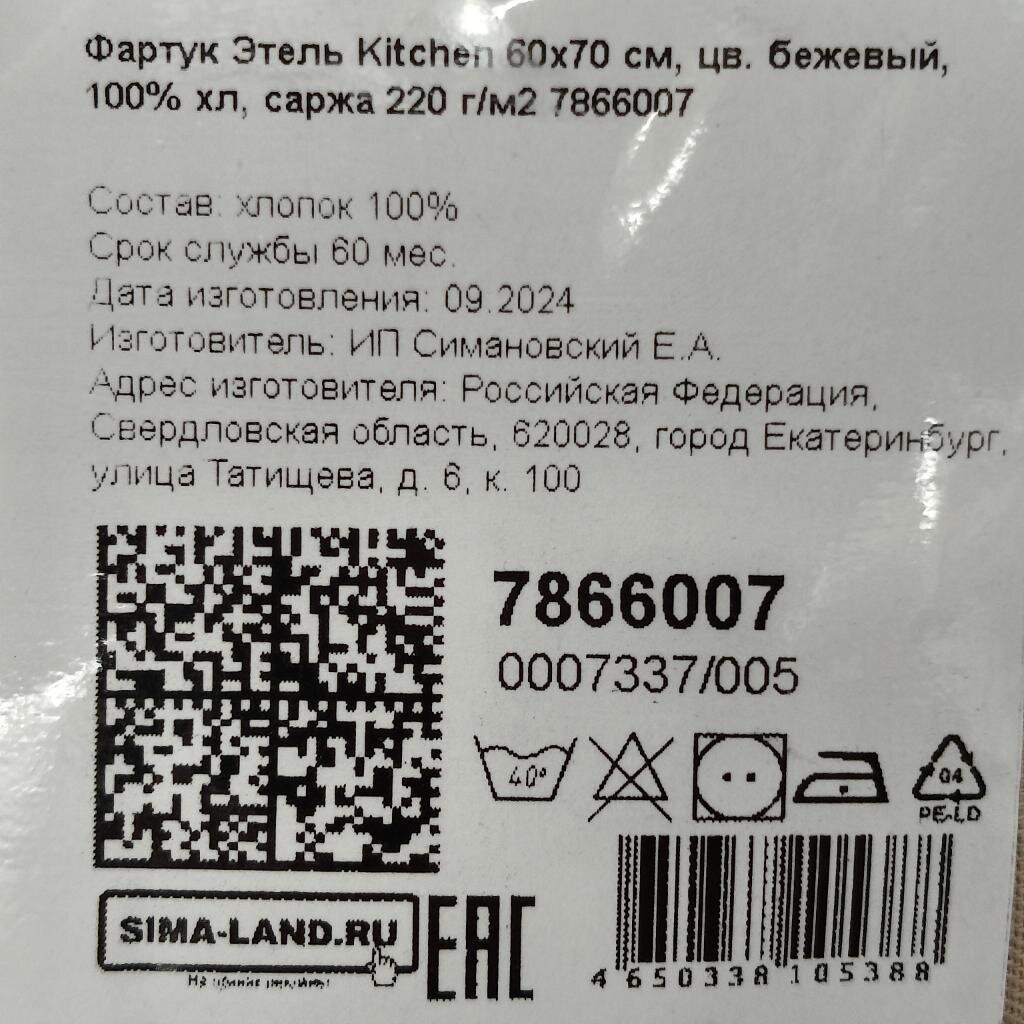 Фартук Этель Kitchen 60х70 см, цв. бежевый,
100% хл, саржа 220 г/м2 7866007
Состав: хлопок 100%
Срок службы 60 мес.
Дата изготовления: 09.2024
Изготовитель: ИП Симановский Е.А.
Адрес изготовителя: Российская Федерация,
Свердловская область, 620028, город Екатеринбург,
улица Татищева, д. 6, к. 100
7866007
0007337/005
40°
04
PE-LD
SIMA-LAND.RU
EAC
4 650338 105388